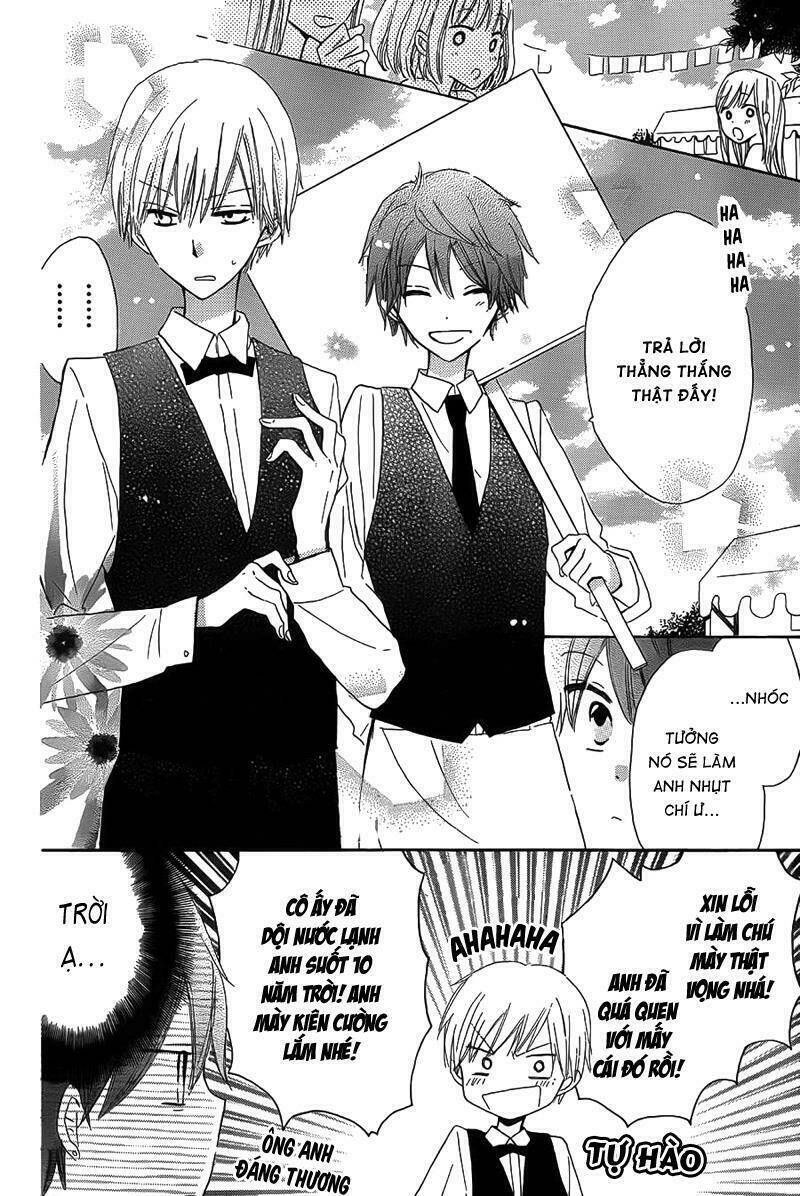 HA
HA
HA
HA
TRẢ LỜI
THẲNG THẮNG
THẬT ĐẤY!
......
...NHÓC
TƯỞNG
NÓ SẼ LÀM
ANH NHỤT
CHÍ Ư...
XIN LỖI
VÌ LÀM CHÚ
MÀY THẬT
VỌNG NHÁ!
ANH ĐÃ
QUÁ QUEN
VỚI MẤY
CÁI ĐÓ RỒI!
AHAHAHA
TỰ HÀO
CÔ ẤY ĐÃ
DỘI NƯỚC LẠNH
ANH SUỐT 10
NĂM TRỜI! ANH
MÀY KIÊN CƯỜNG
LẮM NHÉ!
TRỜI
Ạ...
ÔNG ANH
ĐÁNG THƯƠNG